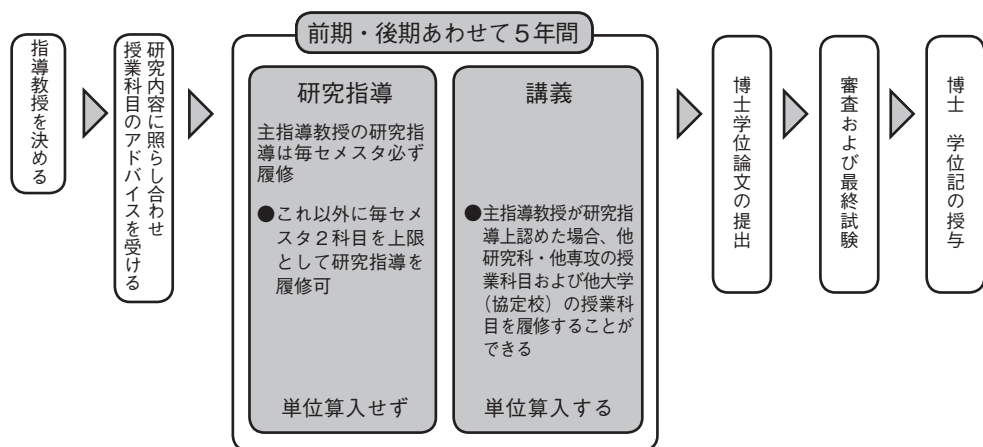 指導教授を決める
研究内容に照らし合わせ
授業科目のアドバイスを受ける
前期・後期あわせて5年間
研究指導
主指導教授の研究指
導は毎セメスタ必ず
履修
●これ以外に毎セメ
スタ2科目を上限
として研究指導を
履修可
単位算入せず
講義
●主指導教授が研究指
導上認めた場合、他
研究科・他専攻の授
業科目および他大学
（協定校）の授業科
目を履修することが
できる
単位算入する
博士学位論文の提出
審査および最終試験
博士 学位記の授与